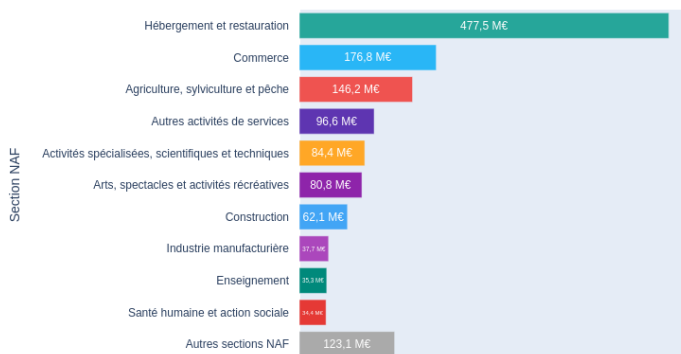 Section NAF
Hébergement et restauration 477,5 M€
Commerce 176,8 M€
Agriculture, sylviculture et pêche 146,2 M€
Autres activités de services 96,6 M€
Activités spécialisées, scientifiques et techniques 84,4 M€
Arts, spectacles et activités récréatives 80,8 M€
Construction 62,1 M€
Industrie manufacturière 37,7 M€
Enseignement 35,3 M€
Santé humaine et action sociale 34,4 M€
Autres sections NAF 123,1 M€